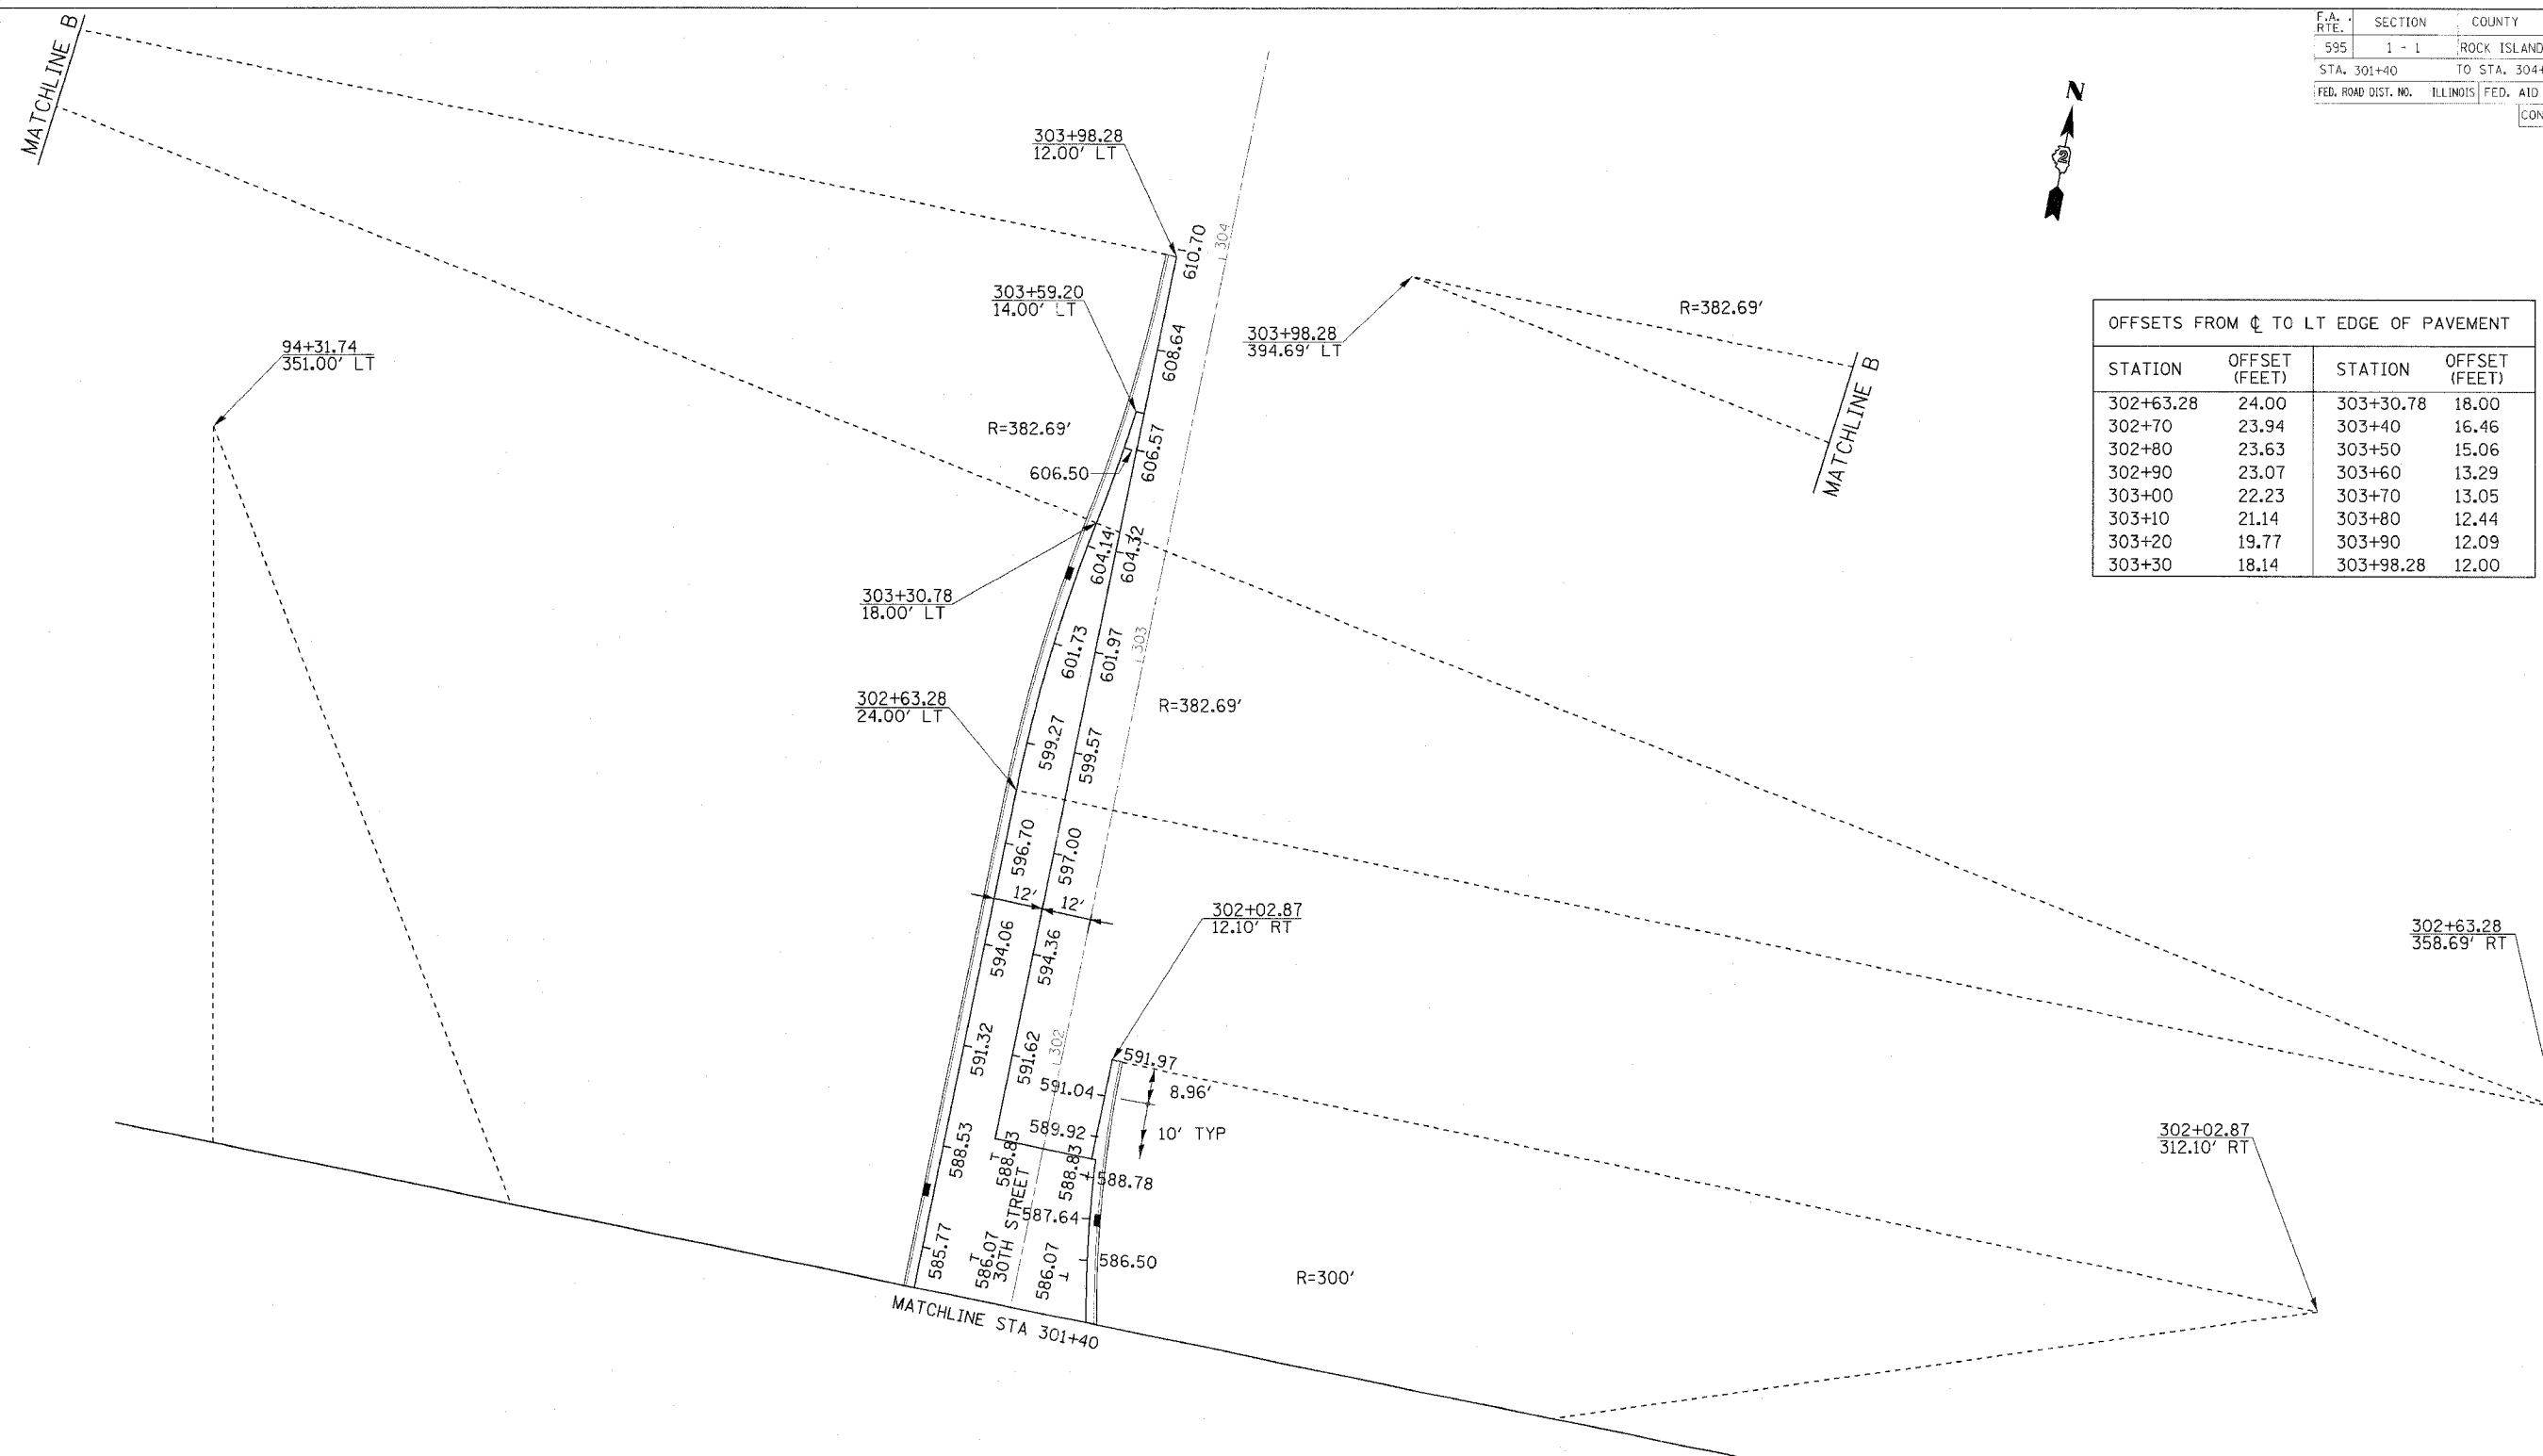 F.A. RTE. SECTION COUNTY
595 1 - 1 ROCK ISLAND
STA. 301+40 TO STA. 304+
FED. ROAD DIST. NO. ILLINOIS FED. AID
CON
N
2
MATCHLINE B
303+98.28
12.00' LT
303+59.20
14.00' LT
94+31.74
351.00' LT
R=382.69'
606.50
303+30.78
18.00' LT
302+63.28
24.00' LT
610.70
304
608.64
606.57
604.14'
604.32
601.73
601.97
303
599.27
599.57
596.70
597.00
12'
12'
594.06
594.36
591.32
591.62
302
588.53
588.83
588.83
585.77
586.07
586.07
30TH STREET
303+98.28
394.69' LT
R=382.69'
MATCHLINE B
R=382.69'
302+02.87
12.10' RT
591.97
591.04
8.96'
589.92
10' TYP
588.78
587.64
586.50
R=300'
302+63.28
358.69' RT
302+02.87
312.10' RT
MATCHLINE STA 301+40
OFFSETS FROM ℄ TO LT EDGE OF PAVEMENT
STATION OFFSET (FEET) STATION OFFSET (FEET)
302+63.28 24.00 303+30.78 18.00
302+70 23.94 303+40 16.46
302+80 23.63 303+50 15.06
302+90 23.07 303+60 13.29
303+00 22.23 303+70 13.05
303+10 21.14 303+80 12.44
303+20 19.77 303+90 12.09
303+30 18.14 303+98.28 12.00